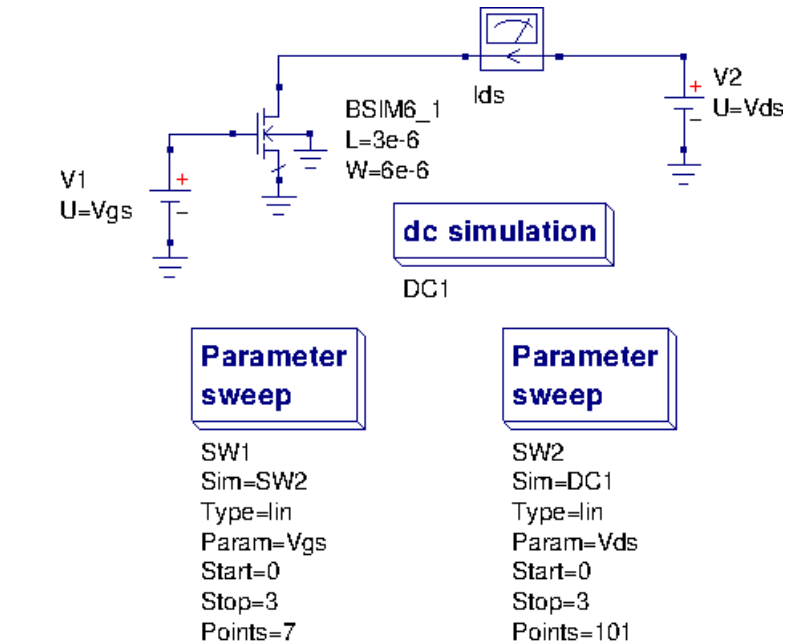 Ids
V2
U=Vds
BSIM6_1
L=3e-6
W=6e-6
V1
U=Vgs
dc simulation
DC1
Parameter
sweep
SW1
Sim=SW2
Type=lin
Param=Vgs
Start=0
Stop=3
Points=7
Parameter
sweep
SW2
Sim=DC1
Type=lin
Param=Vds
Start=0
Stop=3
Points=101